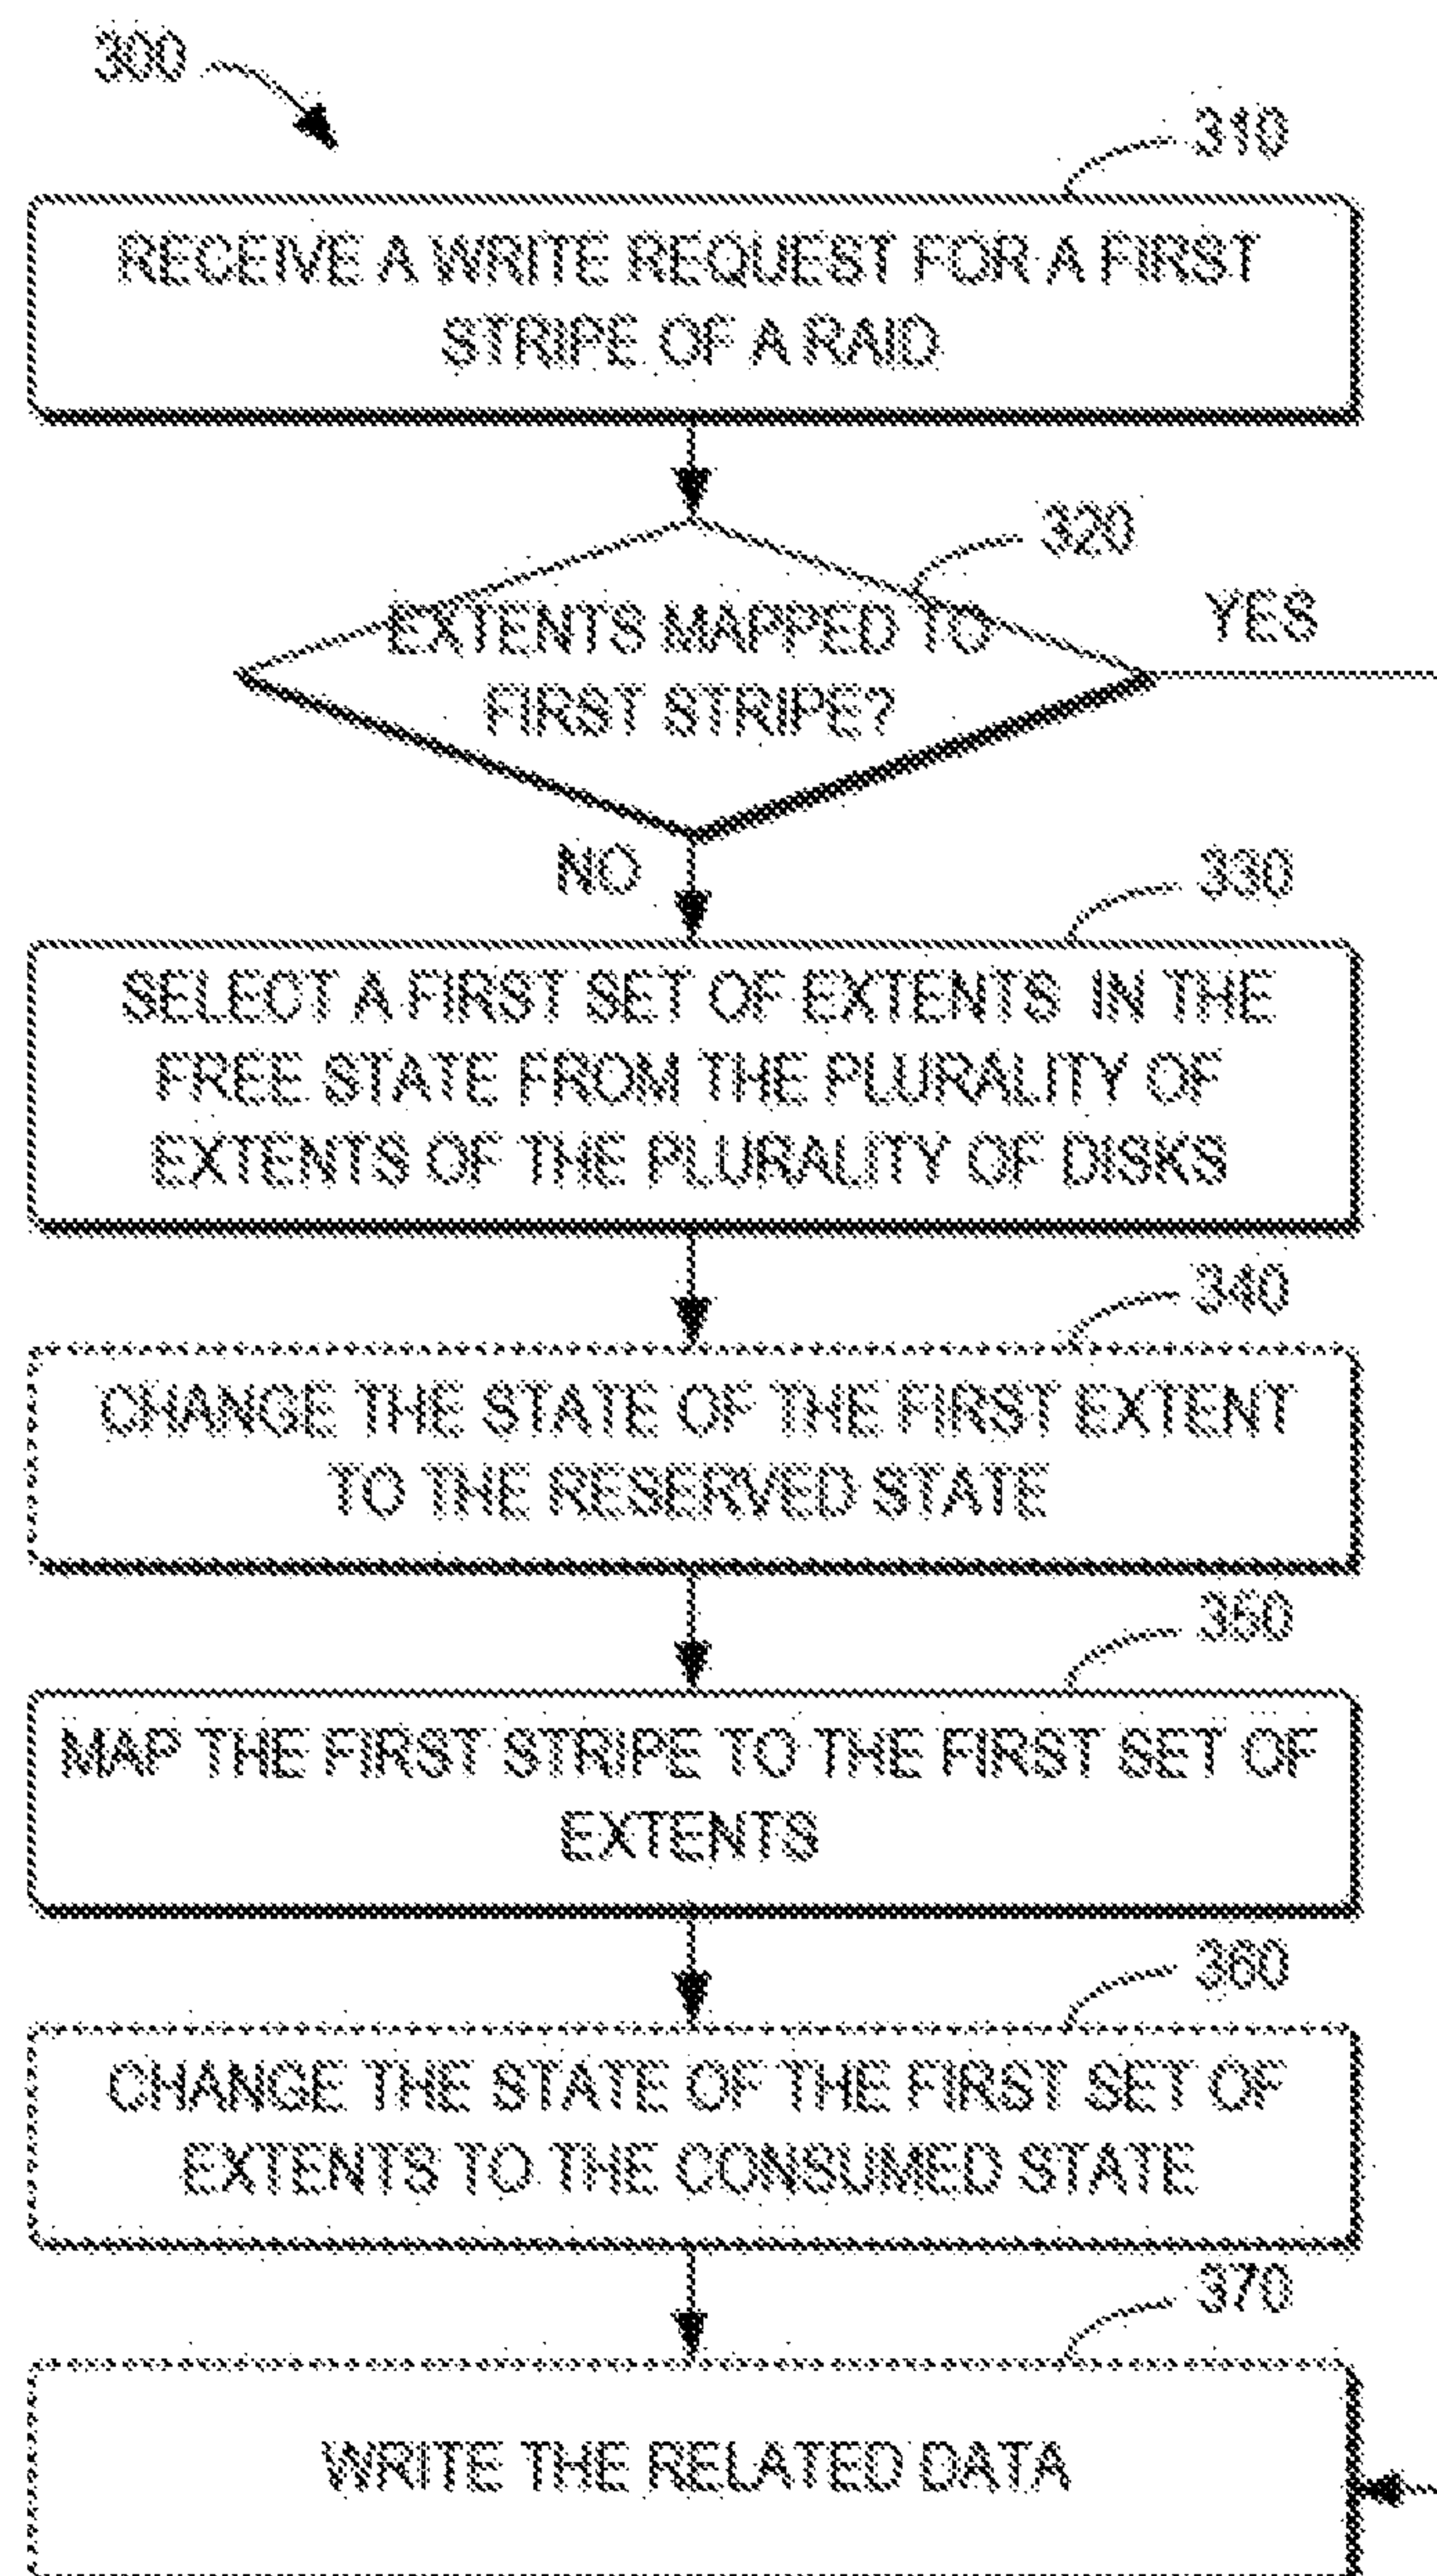 300
310
RECEIVE A WRITE REQUEST FOR A FIRST
STRIPE OF A RAID
320
EXTENTS MAPPED TO
FIRST STRIPE?
YES
NO
330
SELECT A FIRST SET OF EXTENTS IN THE
FREE STATE FROM THE PLURALITY OF
EXTENTS OF THE PLURALITY OF DISKS
340
CHANGE THE STATE OF THE FIRST EXTENT
TO THE RESERVED STATE
350
MAP THE FIRST STRIPE TO THE FIRST SET OF
EXTENTS
360
CHANGE THE STATE OF THE FIRST SET OF
EXTENTS TO THE CONSUMED STATE
370
WRITE THE RELATED DATA